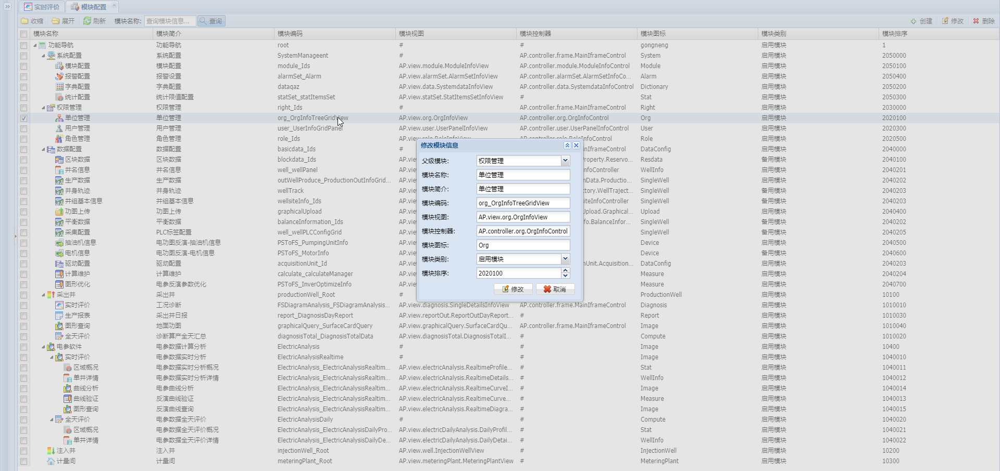 实时评价 模块配置
收缩 展开 刷新 模块名称: 查询模块信息... 查询 创建 修改 删除
模块名称 模块简介 模块编码 模块视图 模块控制器 模块图标 模块类别 模块排序
功能导航 功能导航 root # # gongneng 启用模块 1
系统配置 系统配置 SystemManageent # AP.controller.frame.MainIframeControl System 启用模块 2050000
模块配置 模块配置 module_Ids AP.view.module.ModuleInfoView AP.controller.module.ModuleInfoControl Module 启用模块 2050100
报警配置 报警设置 alarmSet_Alarm AP.view.alarmSet.AlarmSetInfoView AP.controller.alarmSet.AlarmSetInfoCo... Alarm 启用模块 2050400
字典配置 字典配置 dataqaz AP.view.data.SystemdataInfoView AP.controller.data.SystemdataInfoControl Dictionary 启用模块 2050200
统计配置 统计限值配置 statSet_statItemsSet AP.view.statSet.StatItemsSetInfoView # Stat 启用模块 2050300
权限管理 权限管理 right_Ids # AP.controller.frame.MainIframeControl Right 启用模块 2030000
单位管理 单位管理 org_OrgInfoTreeGridView AP.view.org.OrgInfoView AP.controller.org.OrgInfoControl Org 启用模块 2020100
用户管理 用户管理 user_UserInfoGridPanel AP.view.user.UserPanelInfoView AP.controller.user.UserPanelInfoControl User 启用模块 2020300
角色管理 角色管理 role_Ids AP.view.role.RoleInfoView AP.controller.role.RoleInfoControl Role 启用模块 2020500
数据配置 数据配置 basicdata_Ids # inIframeControl DataConfig 启用模块 2040000
区块数据 区块数据 blockdata_Ids AP.vie roperty.Reservo... Resdata 备用模块 2040100
井名信息 井名信息 well_wellPanel AP.vie nfoController WellInfo 启用模块 2040201
生产数据 生产数据 outWellProduce_ProductionOutInfoGrid... AP.vie nData.Productio... SingleWell 启用模块 2040202
井身轨迹 井身轨迹 wellTrack AP.vie ctory.WellTraject... SingleWell 备用模块 2040203
井组基本信息 井组基本信息 wellsiteInfo_Ids AP.vie siteInfoController SingleWell 备用模块 2040203
功图上传 功图上传 graphicalUpload AP.vie Upload.Graphical... Upload 启用模块 2040400
平衡数据 平衡数据 balanceInformation_Ids AP.vie fo.BalanceInfor... SingleWell 备用模块 2040202
采集配置 PLC标签配置 well_wellPLCConfigGrid AP.vie SingleWell 备用模块 2040205
抽油机信息 电功图反演-抽油机信息 PSToFS_PumpingUnitInfo AP.vie Device 启用模块 2040500
电机信息 电功图反演-电机信息 PSToFS_MotorInfo AP.vie Device 备用模块 2040600
驱动配置 驱动配置 acquisitionUnit_Id AP.vie nUnit.Acquisition... DataConfig 启用模块 2040203
计算维护 计算维护 calculate_calculateManager AP.vie Measure 启用模块 2040204
图形优化 电参反演参数优化 PSToFS_InverOptimizeInfo AP.vie Measure 启用模块 2040700
采出井 采出井 productionWell_Root # ProductionWell 启用模块 10100
实时评价 工况诊断 FSDiagramAnalysis_FSDiagramAnalysis... AP.view.diagnosis.SingleDetailsInfoView AP.controller.frame.MainIframeControl Diagnosis 启用模块 1010010
生产报表 采出井日报 report_DiagnosisDayReport AP.view.reportOut.ReportOutDayReport... # Report 启用模块 1010030
图形查询 地面功图 graphicalQuery_SurfaceCardQuery AP.view.graphicalQuery.SurfaceCardQu... AP.controller.frame.MainIframeControl Image 启用模块 1010040
全天评价 诊断算产全天汇总 diagnosisTotal_DiagnosisTotalData AP.view.diagnosisTotal.DiagnosisTotalI... # Compute 启用模块 1010020
电参软件 电参数据计算分析 ElectricAnalysis # # Image 启用模块 10400
实时评价 电参数据实时分析 ElectricAnalysisRealtime # # Image 启用模块 1040010
区域概况 电参数据实时分析概况 ElectricAnalysis_ElectricAnalysisRealtim... AP.view.electricAnalysis.RealtimeProfile... # Stat 启用模块 1040011
单井详情 电参数据实时分析详情 ElectricAnalysis_ElectricAnalysisRealtim... AP.view.electricAnalysis.RealtimeDetails... # WellInfo 启用模块 1040012
曲线分析 电参曲线分析 ElectricAnalysis_ElectricAnalysisRealtim... AP.view.electricAnalysis.RealtimeCurveI... # Image 启用模块 1040014
曲线验证 反演曲线验证 ElectricAnalysis_ElectricAnalysisRealtim... AP.view.electricAnalysis.RealtimeCurve... # Measure 启用模块 1040013
图形查询 反演曲线查询 ElectricAnalysis_ElectricAnalysisRealtim... AP.view.electricAnalysis.RealtimeDiagra... # Image 启用模块 1040015
全天评价 电参数据全天评价 ElectricAnalysisDaily # # Compute 启用模块 1040020
区域概况 电参数据全天评价概况 ElectricAnalysis_ElectricAnalysisDailyPro... AP.view.electricDailyAnalysis.DailyProfil... # Stat 启用模块 1040021
单井详情 电参数据全天评价详情 ElectricAnalysis_ElectricAnalysisDailyDe... AP.view.electricDailyAnalysis.DailyDetai... # WellInfo 启用模块 1040022
注入井 注入井 injectionWell_Root AP.view.well.InjectionWellView # InjectionWell 启用模块 10200
计量间 计量间 meteringPlant_Root AP.view.meteringPlant.MeteringPlantView # MeteringPlant 启用模块 10300
修改模块信息
父级模块: 权限管理
模块名称: 单位管理
模块简介: 单位管理
模块编码: org_OrgInfoTreeGridView
模块视图: AP.view.org.OrgInfoView
模块控制器: AP.controller.org.OrgInfoControl
模块图标: Org
模块类别: 启用模块
模块排序: 2020100
修改 取消